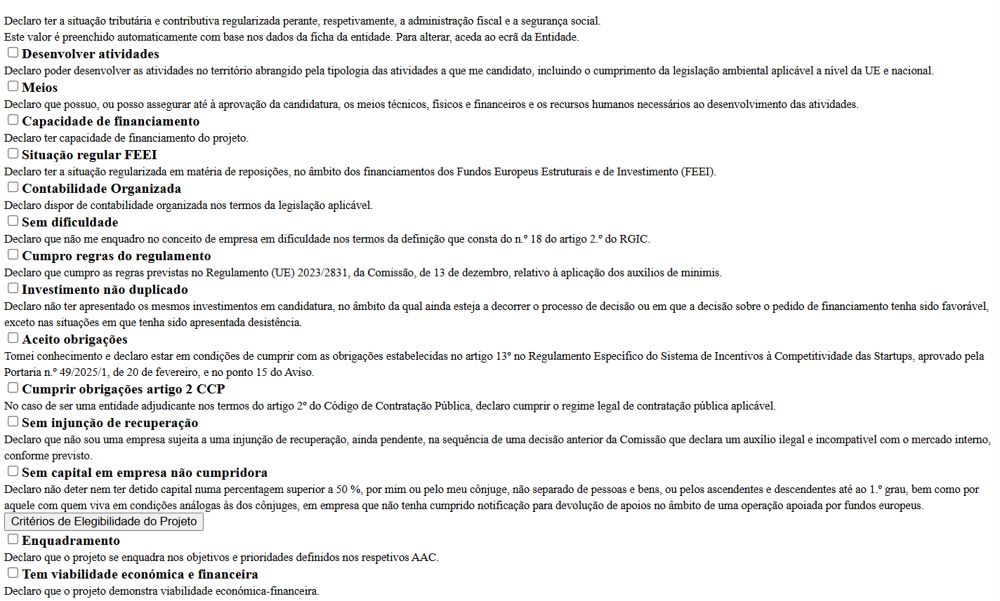 Declaro ter a situação tributária e contributiva regularizada perante, respetivamente, a administração fiscal e a segurança social.
Este valor é preenchido automaticamente com base nos dados da ficha da entidade. Para alterar, aceda ao ecrã da Entidade.
Desenvolver atividades
Declaro poder desenvolver as atividades no território abrangido pela tipologia das atividades a que me candidato, incluindo o cumprimento da legislação ambiental aplicável a nível da UE e nacional.
Meios
Declaro que possuo, ou posso assegurar até à aprovação da candidatura, os meios técnicos, físicos e financeiros e os recursos humanos necessários ao desenvolvimento das atividades.
Capacidade de financiamento
Declaro ter capacidade de financiamento do projeto.
Situação regular FEEI
Declaro ter a situação regularizada em matéria de reposições, no âmbito dos financiamentos dos Fundos Europeus Estruturais e de Investimento (FEEI).
Contabilidade Organizada
Declaro dispor de contabilidade organizada nos termos da legislação aplicável.
Sem dificuldade
Declaro que não me enquadro no conceito de empresa em dificuldade nos termos da definição que consta do n.º 18 do artigo 2.º do RGIC.
Cumpro regras do regulamento
Declaro que cumpro as regras previstas no Regulamento (UE) 2023/2831, da Comissão, de 13 de dezembro, relativo à aplicação dos auxílios de minimis.
Investimento não duplicado
Declaro não ter apresentado os mesmos investimentos em candidatura, no âmbito da qual ainda esteja a decorrer o processo de decisão ou em que a decisão sobre o pedido de financiamento tenha sido favorável,
exceto nas situações em que tenha sido apresentada desistência.
Aceito obrigações
Tomei conhecimento e declaro estar em condições de cumprir com as obrigações estabelecidas no artigo 13º no Regulamento Específico do Sistema de Incentivos à Competitividade das Startups, aprovado pela
Portaria n.º 49/2025/1, de 20 de fevereiro, e no ponto 15 do Aviso.
Cumprir obrigações artigo 2 CCP
No caso de ser uma entidade adjudicante nos termos do artigo 2º do Código de Contratação Pública, declaro cumprir o regime legal de contratação pública aplicável.
Sem injunção de recuperação
Declaro que não sou uma empresa sujeita a uma injunção de recuperação, ainda pendente, na sequência de uma decisão anterior da Comissão que declara um auxílio ilegal e incompatível com o mercado interno,
conforme previsto.
Sem capital em empresa não cumpridora
Declaro não deter nem ter detido capital numa percentagem superior a 50 %, por mim ou pelo meu cônjuge, não separado de pessoas e bens, ou pelos ascendentes e descendentes até ao 1.º grau, bem como por
aquele com quem viva em condições análogas às dos cônjuges, em empresa que não tenha cumprido notificação para devolução de apoios no âmbito de uma operação apoiada por fundos europeus.
Critérios de Elegibilidade do Projeto
Enquadramento
Declaro que o projeto se enquadra nos objetivos e prioridades definidos nos respetivos AAC.
Tem viabilidade económica e financeira
Declaro que o projeto demonstra viabilidade económica-financeira.